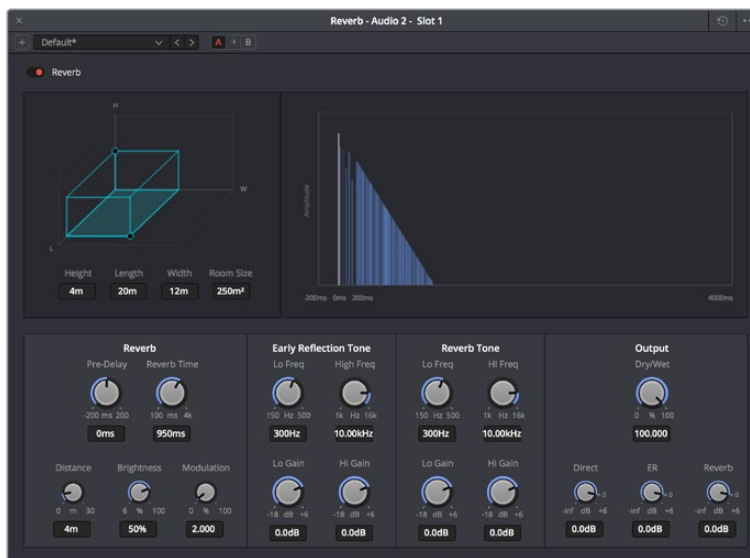 Reverb - Audio 2 - Slot 1
Default*
A B
Reverb
H
W
L
Height Length Width Room Size
4m 20m 12m 250m²
Amplitude
-200ms 0ms 200ms 4000ms
Reverb
Pre-Delay Reverb Time
-200 ms 200 100 ms 4k
0ms 950ms
Distance Brightness Modulation
0 m 30 6 % 100 0 % 100
4m 50% 2.000
Early Reflection Tone
Lo Freq High Freq
150 Hz 500 1k Hz 16k
300Hz 10.00kHz
Lo Gain Hi Gain
-18 dB +6 -18 dB +6
0.0dB 0.0dB
Reverb Tone
Lo Freq Hi Freq
150 Hz 500 1k Hz 16k
300Hz 10.00kHz
Lo Gain Hi Gain
-18 dB +6 -18 dB +6
0.0dB 0.0dB
Output
Dry/Wet
0 % 100
100.000
Direct ER Reverb
0 0 0
-inf dB +6 -inf dB +6 -inf dB +6
0.0dB 0.0dB 0.0dB